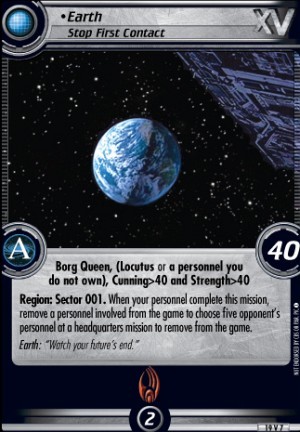 •Earth
XV
Stop First Contact
A
40
Borg Queen, (Locutus or a personnel you
do not own), Cunning>40 and Strength>40
Region: Sector 001. When your personnel complete this mission,
remove a personnel involved from the game to choose five opponent's
personnel at a headquarters mission to remove from the game.
Earth: "Watch your future's end."
2
19 V 7